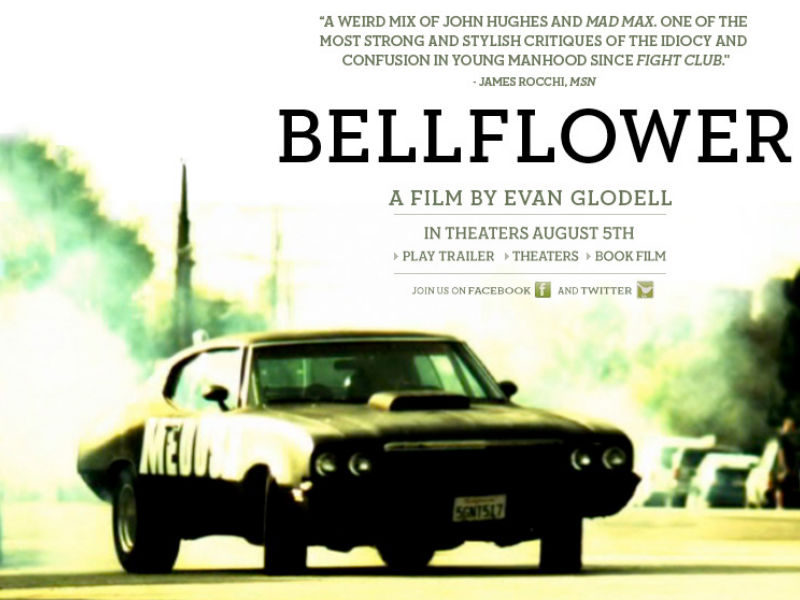 “A WEIRD MIX OF JOHN HUGHES AND MAD MAX. ONE OF THE
MOST STRONG AND STYLISH CRITIQUES OF THE IDIOCY AND
CONFUSION IN YOUNG MANHOOD SINCE FIGHT CLUB."
- JAMES ROCCHI, MSN
BELLFLOWER
A FILM BY EVAN GLODELL
IN THEATERS AUGUST 5TH
PLAY TRAILER THEATERS BOOK FILM
JOIN US ON FACEBOOK f AND TWITTER
5GNT517